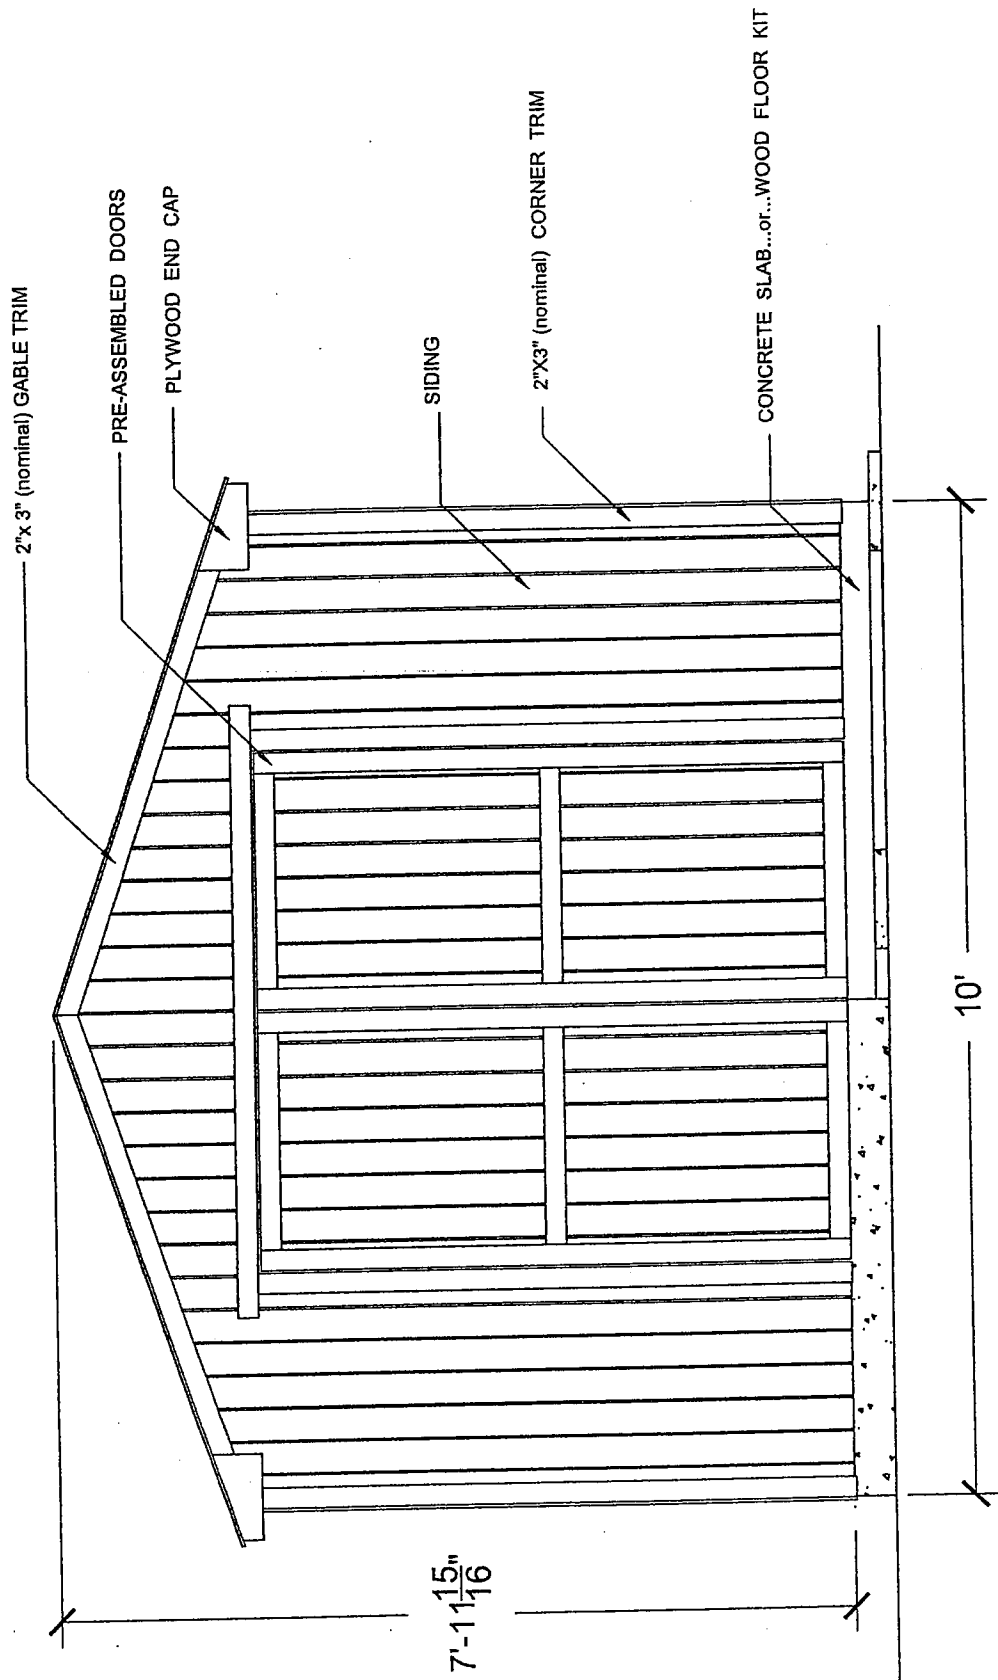 2"x 3" (nominal) GABLE TRIM
PRE-ASSEMBLED DOORS
PLYWOOD END CAP
SIDING
2"X3" (nominal) CORNER TRIM
CONCRETE SLAB...or...WOOD FLOOR KIT
7'-11 15/16"
10'